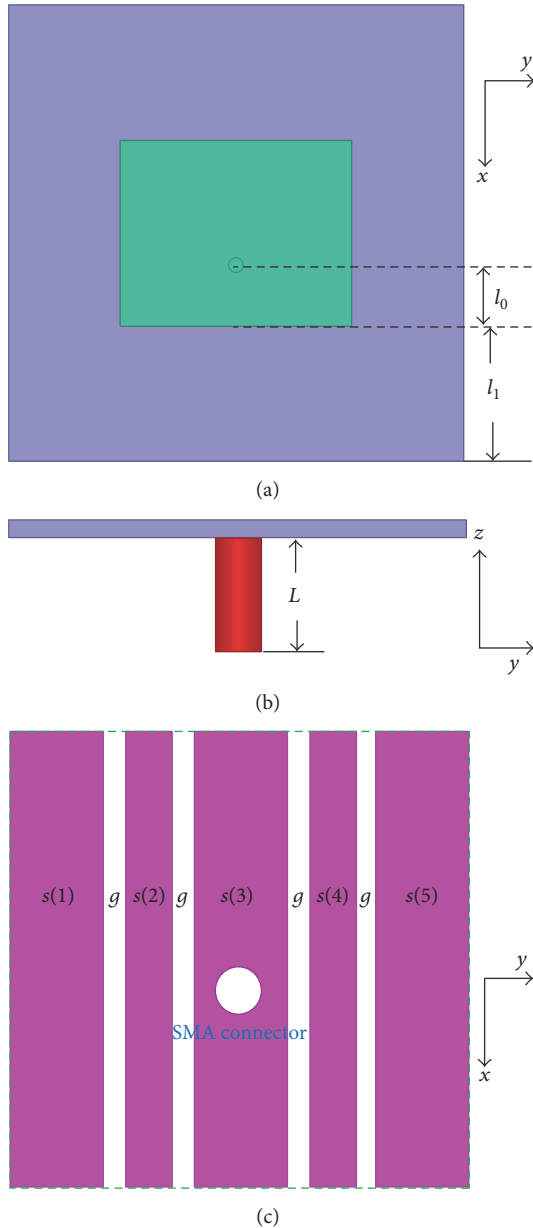 y
x
l₀
l₁
(a)
z
L
y
(b)
s(1) g s(2) g s(3) g s(4) g s(5)
y
SMA connector
x
(c)